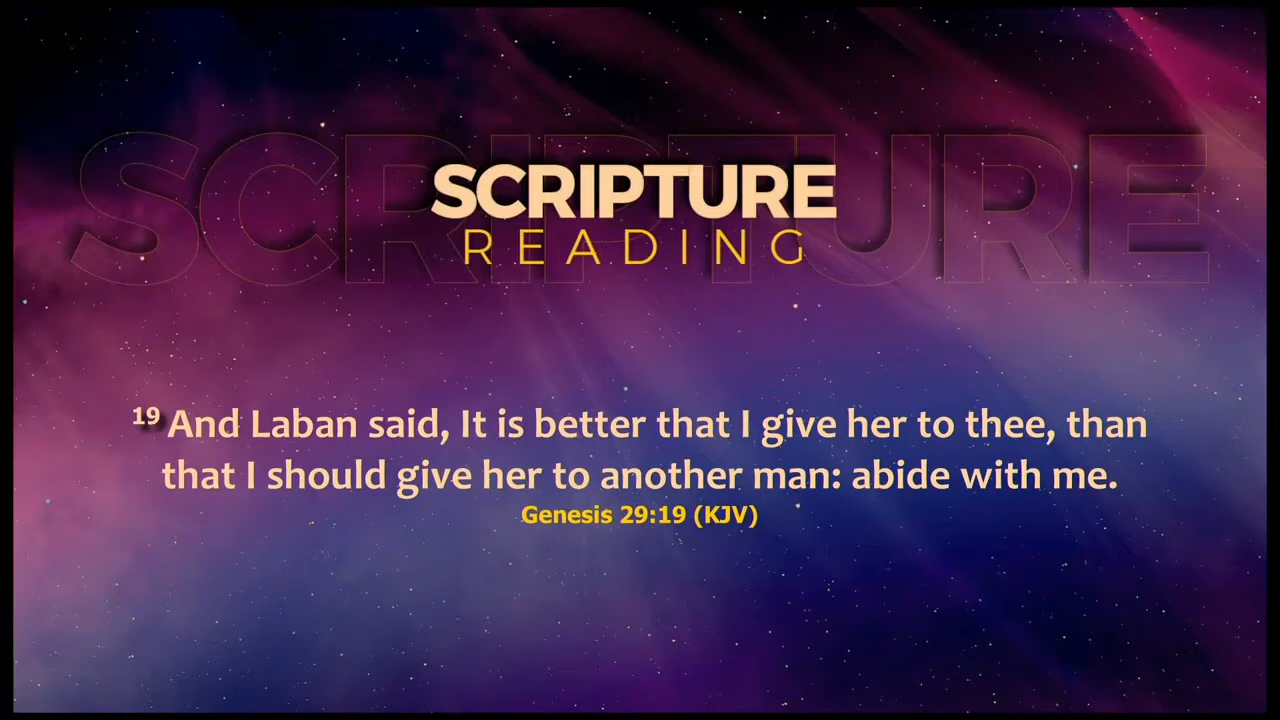 SCRIPTURE
SCRIPTURE
READING
19 And Laban said, It is better that I give her to thee, than
that I should give her to another man: abide with me.
Genesis 29:19 (KJV)